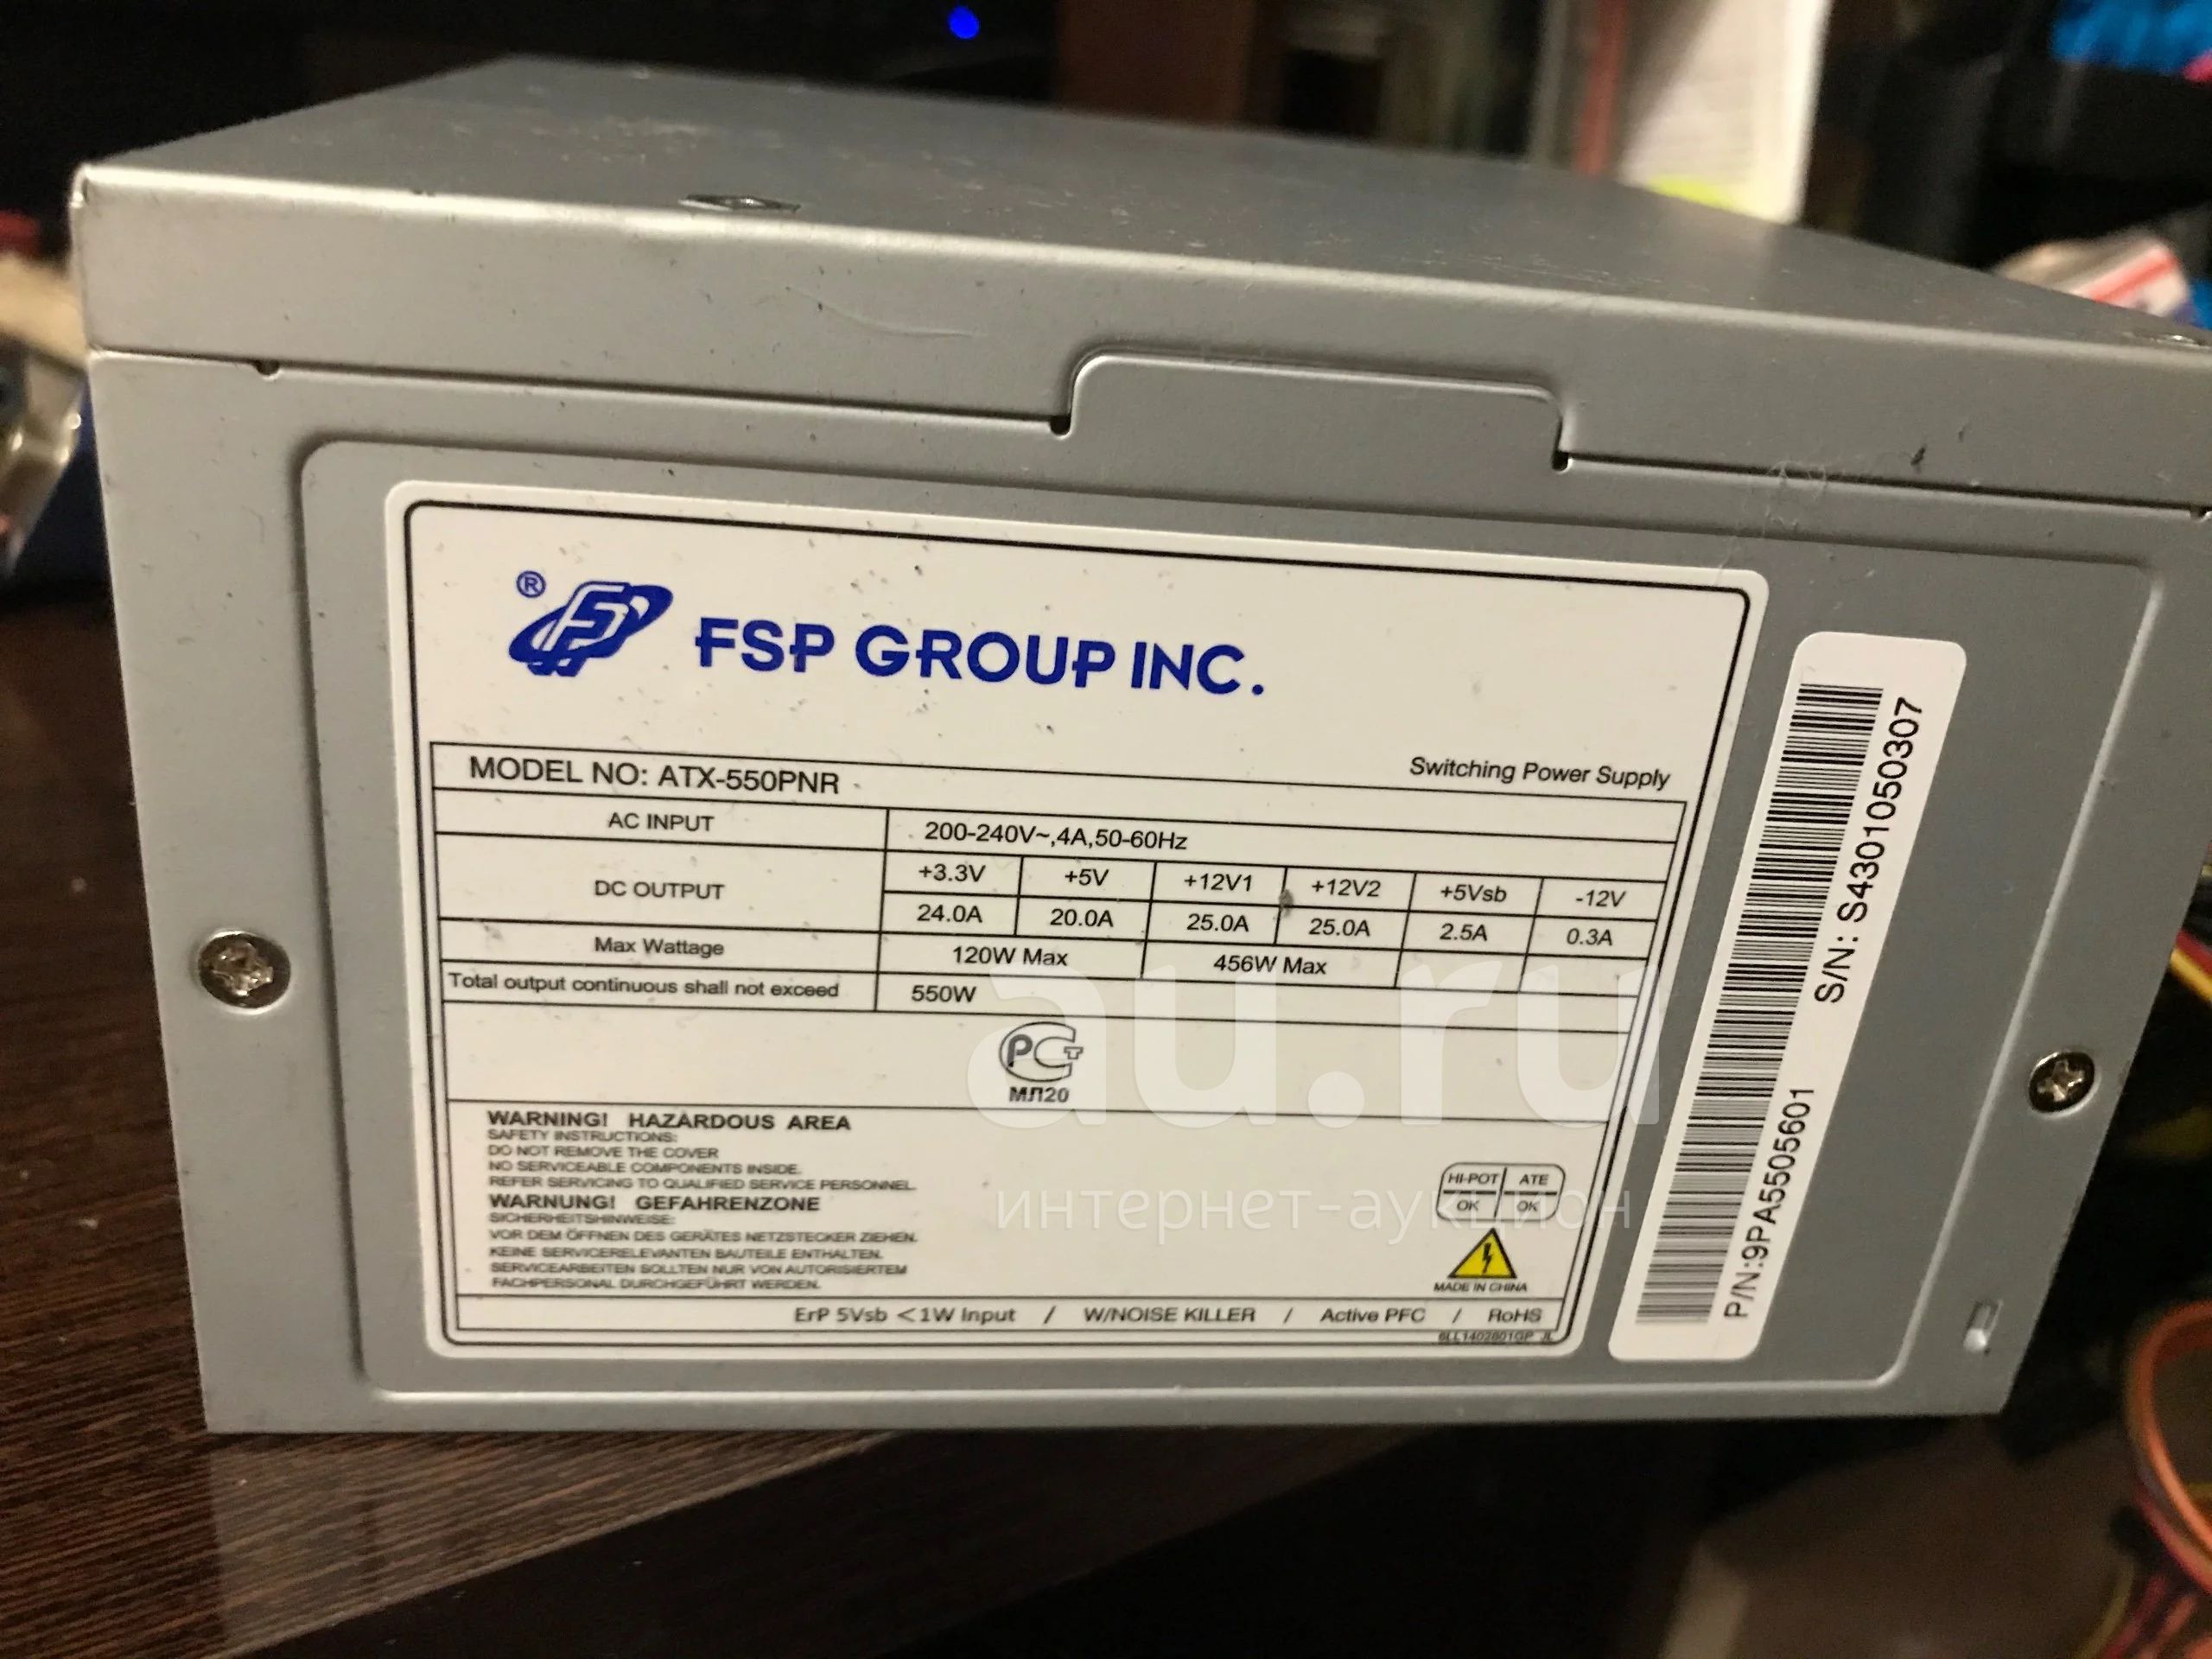 ® FSP GROUP INC.
Switching Power Supply
MODEL NO: ATX-550PNR
AC INPUT 200-240V~,4A,50-60Hz
DC OUTPUT +3.3V +5V +12V1 +12V2 +5Vsb -12V
24.0A 20.0A 25.0A 25.0A 2.5A 0.3A
Max Wattage 120W Max 456W Max
Total output continuous shall not exceed 550W
РСТ
МЛ20
WARNING! HAZARDOUS AREA
SAFETY INSTRUCTIONS:
DO NOT REMOVE THE COVER
NO SERVICEABLE COMPONENTS INSIDE.
REFER SERVICING TO QUALIFIED SERVICE PERSONNEL
WARNUNG! GEFAHRENZONE
SICHERHEITSHINWEISE:
VOR DEM ÖFFNEN DES GERÄTES NETZSTECKER ZIEHEN.
KEINE SERVICERELEVANTEN BAUTEILE ENTHALTEN.
SERVICEARBEITEN SOLLTEN NUR VON AUTORISIERTEM
FACHPERSONAL DURCHGEFÜHRT WERDEN.
HI-POT ATE
OK OK
MADE IN CHINA
ErP 5Vsb <1W Input / W/NOISE KILLER / Active PFC / RoHS
6LL1402801GP JL
S/N: S4301050307
P/N:9PA5505601
au.ru
интернет-аукцион